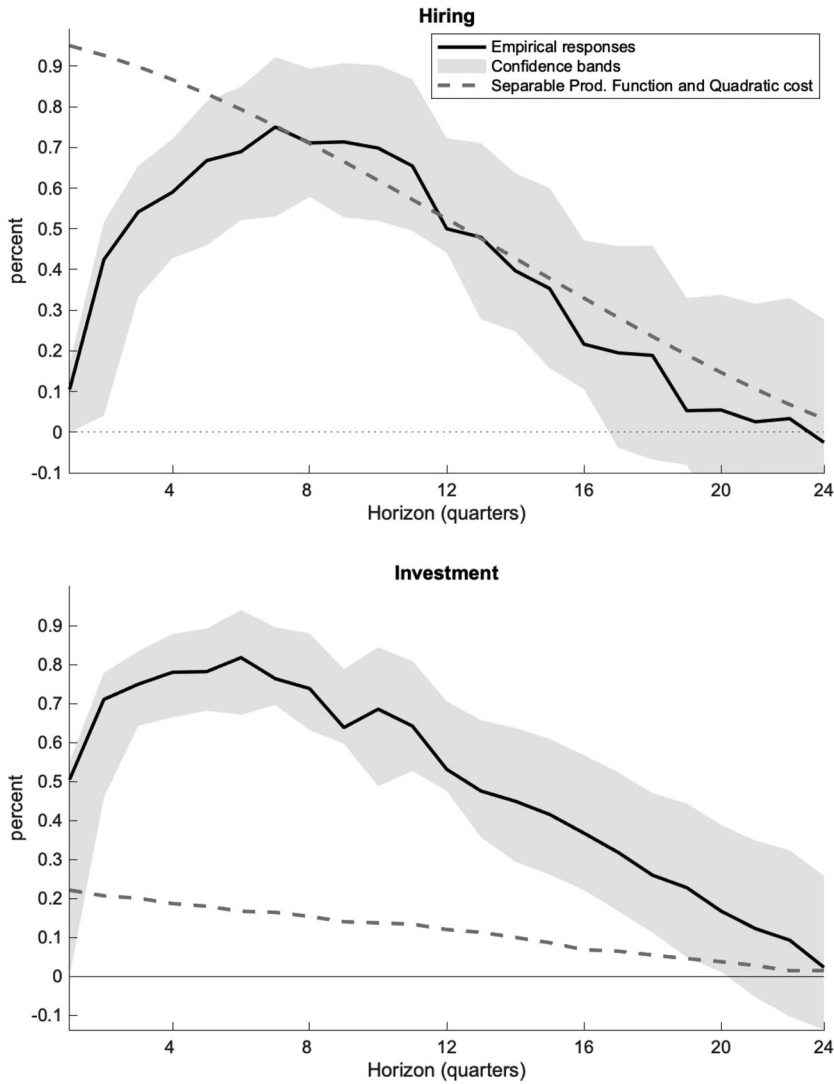 Hiring
Empirical responses
Confidence bands
Separable Prod. Function and Quadratic cost
percent
0.9
0.8
0.7
0.6
0.5
0.4
0.3
0.2
0.1
0
-0.1
4 8 12 16 20 24
Horizon (quarters)
Investment
percent
0.9
0.8
0.7
0.6
0.5
0.4
0.3
0.2
0.1
0
-0.1
4 8 12 16 20 24
Horizon (quarters)